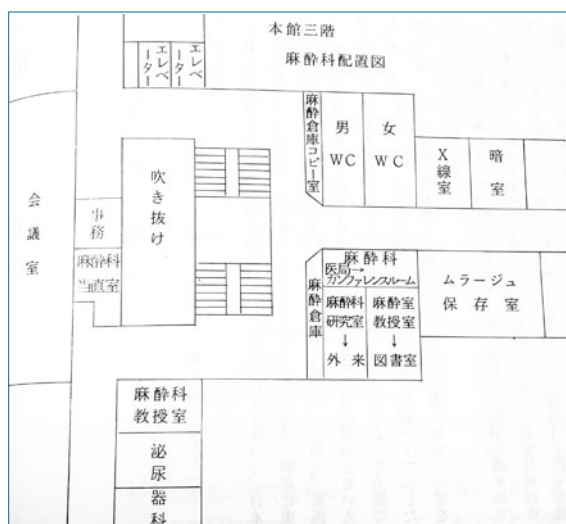 本館三階
麻酔科配置図
エレベーター
エレベーター
麻酔倉庫コピー室
男WC
女WC
X線室
暗室
吹き抜け
会議室
事務
麻酔科
当直室
麻酔倉庫
麻酔科
医局→
カンファレンスルーム
麻酔科
研究室
↓
外来
麻酔室
教授室
↓
図書室
ムラージュ
保存室
麻酔科
教授室
泌尿
器科